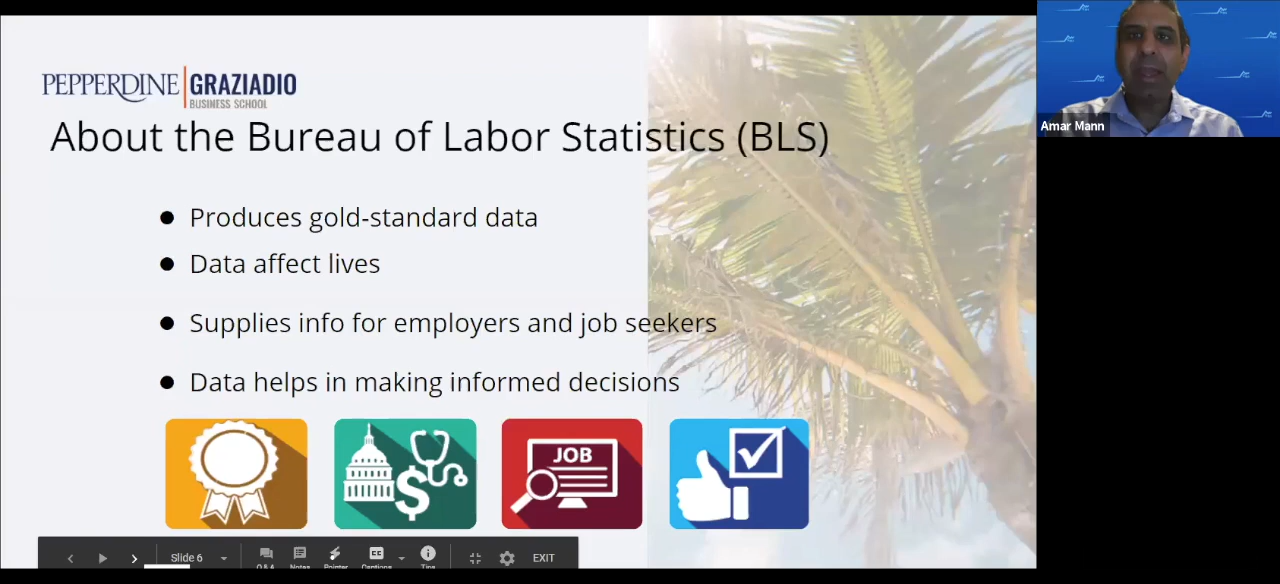 PEPPERDINE GRAZIADIO
BUSINESS SCHOOL
About the Bureau of Labor Statistics (BLS)
Produces gold-standard data
Data affect lives
Supplies info for employers and job seekers
Data helps in making informed decisions
JOB
Slide 6
Q&A Notes Pointer Captions Tips
EXIT
Amar Mann